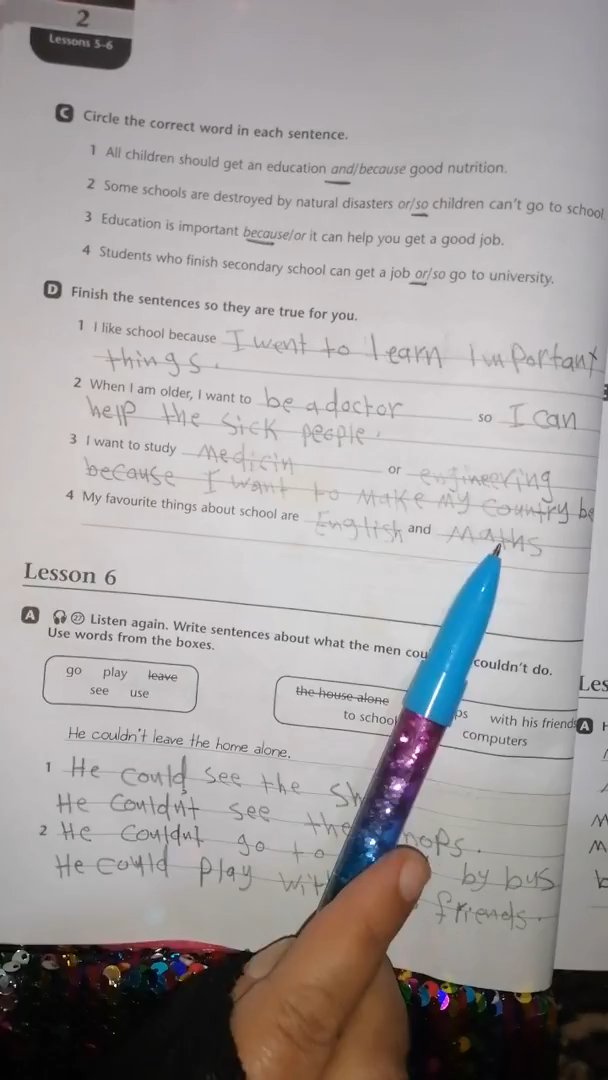 2
Lessons 5-6
C Circle the correct word in each sentence.
1 All children should get an education and/because good nutrition.
2 Some schools are destroyed by natural disasters or/so children can't go to school.
3 Education is important because/or it can help you get a good job.
4 Students who finish secondary school can get a job or/so go to university.
D Finish the sentences so they are true for you.
1 I like school because I went to learn Important
things.
2 When I am older, I want to be a doctor so I can
help the sick people.
3 I want to study Medicin or engineering
because I want to make my country be
4 My favourite things about school are English and Maths
Lesson 6
A 27 Listen again. Write sentences about what the men couldn't do.
Use words from the boxes.
go play leave
see use
the house alone with his friends
to school computers
He couldn't leave the home alone.
1 He could see the sh
He couldn't see the shops.
2 He couldnt go to by bus
He could play with friends.
Les
A